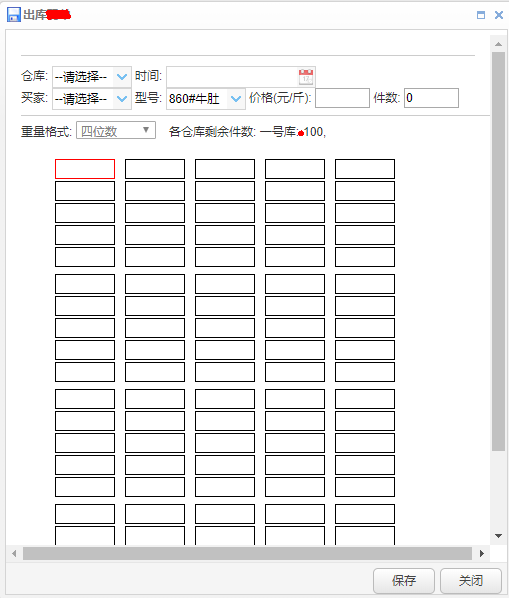 出库
仓库: --请选择-- 时间:
买家: --请选择-- 型号: 860#牛肚 价格(元/斤): 件数: 0
重量格式: 四位数 各仓库剩余件数: 一号库:100,
保存 关闭